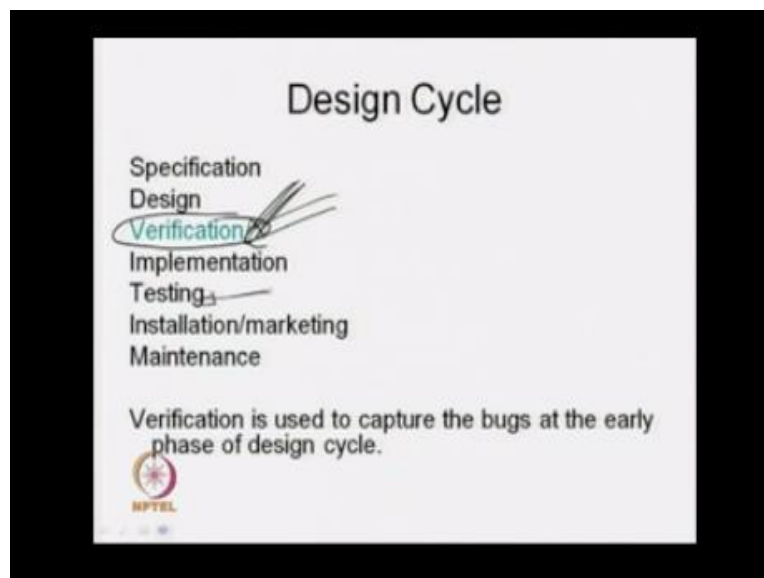 Design Cycle
Specification
Design
Verification
Implementation
Testing
Installation/marketing
Maintenance
Verification is used to capture the bugs at the early
phase of design cycle.
NPTEL